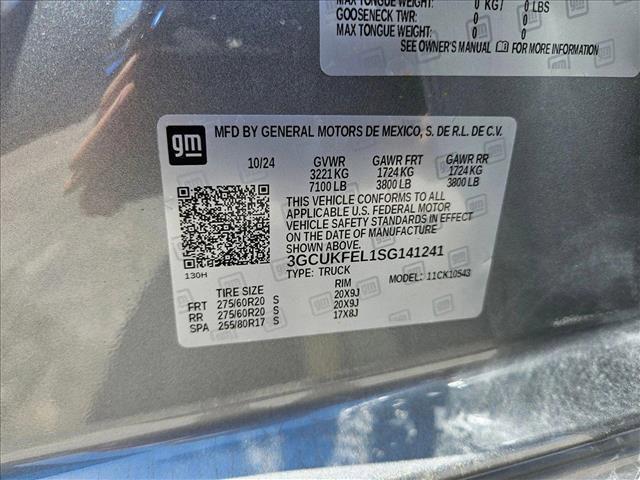 MAX TONGUE WEIGHT: 0 KG / 0 LBS
GOOSENECK TWR: 0 0
MAX TONGUE WEIGHT: 0 0
SEE OWNER'S MANUAL FOR MORE INFORMATION
gm MFD BY GENERAL MOTORS DE MEXICO, S. DE R.L. DE C.V.
10/24 GVWR GAWR FRT GAWR RR
3221 KG 1724 KG 1724 KG
7100 LB 3800 LB 3800 LB
THIS VEHICLE CONFORMS TO ALL
APPLICABLE U.S. FEDERAL MOTOR
VEHICLE SAFETY STANDARDS IN EFFECT
ON THE DATE OF MANUFACTURE
SHOWN ABOVE.
3GCUKFEL1SG141241
130H TYPE: TRUCK MODEL: 11CK10543
TIRE SIZE RIM
FRT 275/60R20 S 20X9J
RR 275/60R20 S 20X9J
SPA 255/80R17 S 17X8J